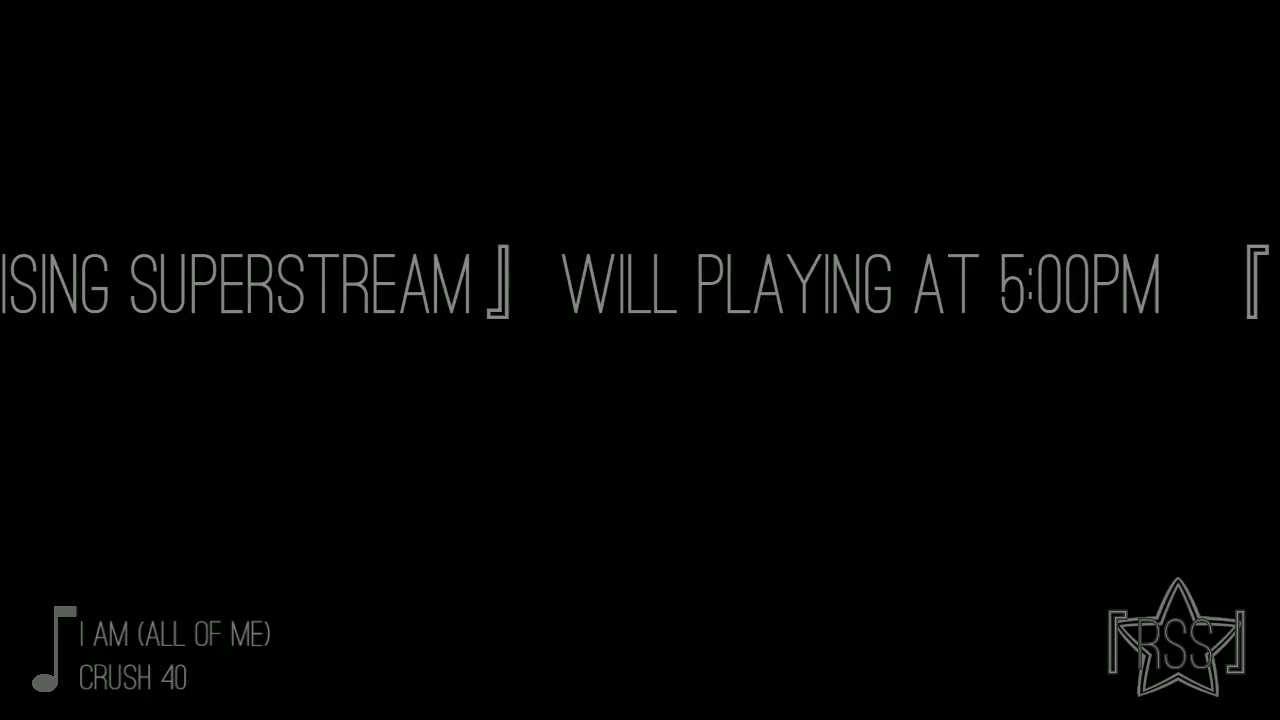 ISING SUPERSTREAM』 WILL PLAYING AT 5:00PM 『
I AM (ALL OF ME)
CRUSH 40
『RSS』